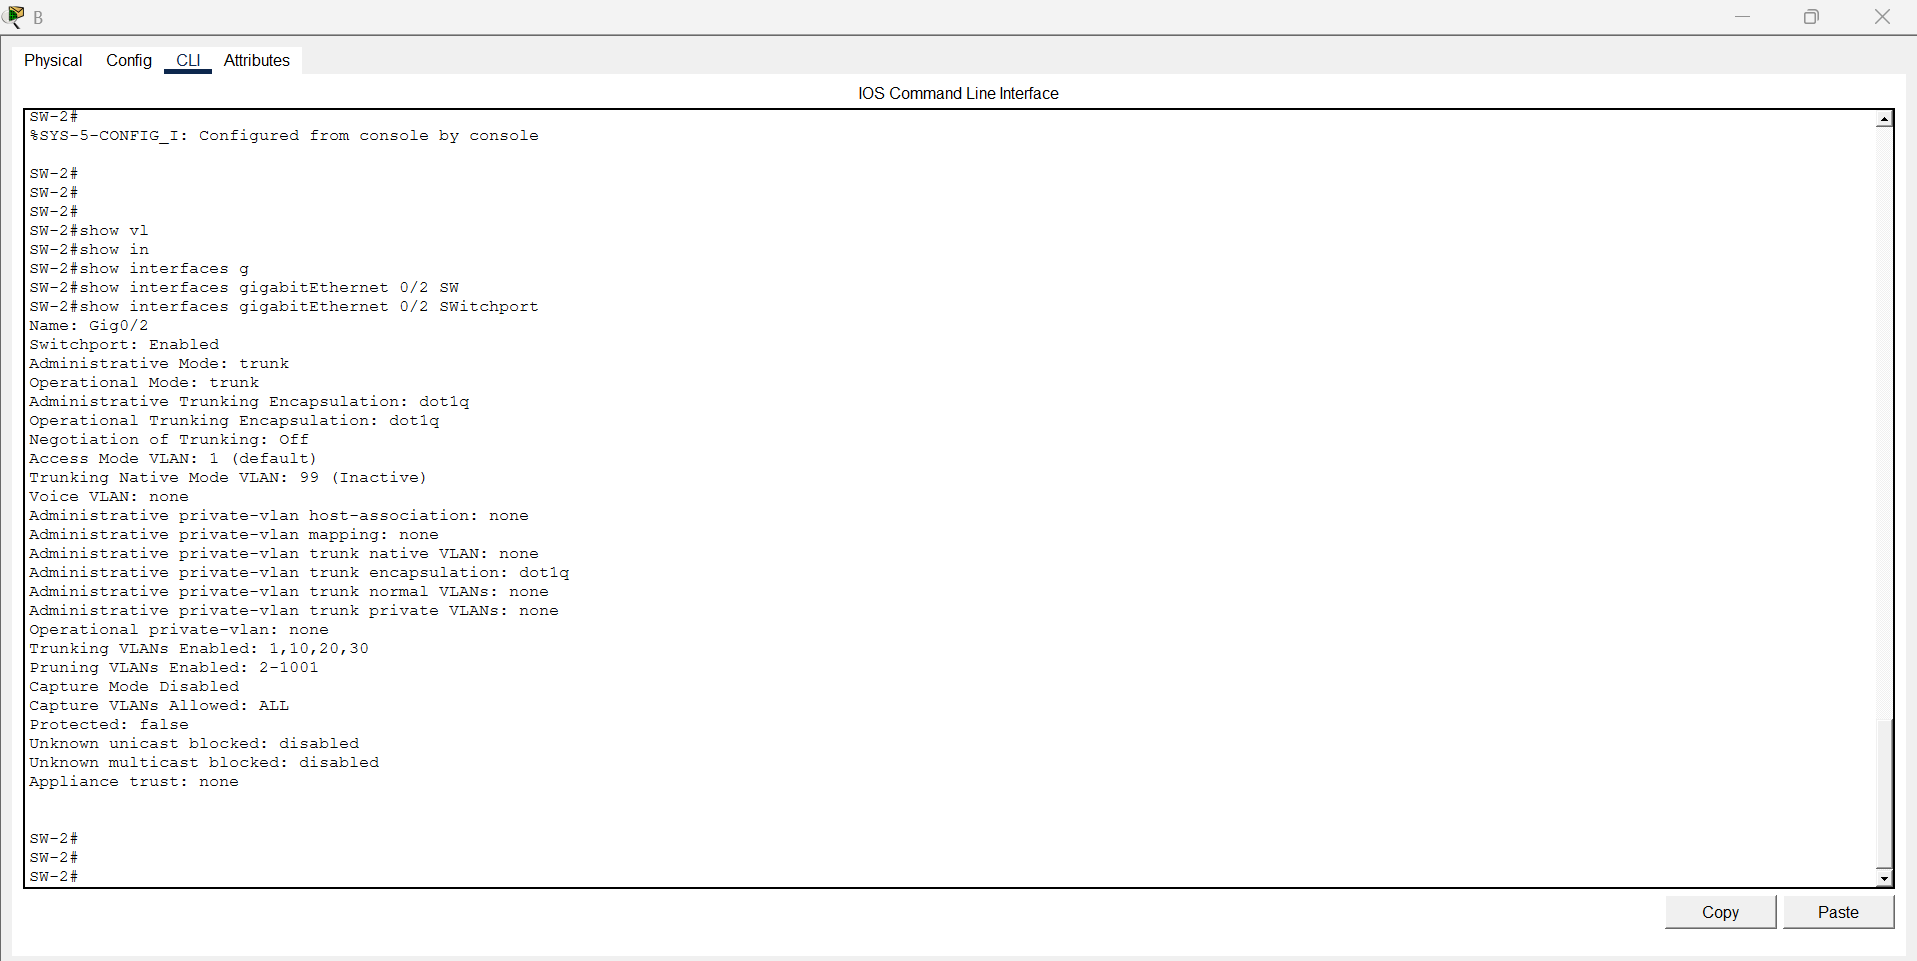 B
Physical Config CLI Attributes
IOS Command Line Interface
SW-2#
%SYS-5-CONFIG_I: Configured from console by console
SW-2#
SW-2#
SW-2#
SW-2#show vl
SW-2#show in
SW-2#show interfaces g
SW-2#show interfaces gigabitEthernet 0/2 SW
SW-2#show interfaces gigabitEthernet 0/2 SWitchport
Name: Gig0/2
Switchport: Enabled
Administrative Mode: trunk
Operational Mode: trunk
Administrative Trunking Encapsulation: dot1q
Operational Trunking Encapsulation: dot1q
Negotiation of Trunking: Off
Access Mode VLAN: 1 (default)
Trunking Native Mode VLAN: 99 (Inactive)
Voice VLAN: none
Administrative private-vlan host-association: none
Administrative private-vlan mapping: none
Administrative private-vlan trunk native VLAN: none
Administrative private-vlan trunk encapsulation: dot1q
Administrative private-vlan trunk normal VLANs: none
Administrative private-vlan trunk private VLANs: none
Operational private-vlan: none
Trunking VLANs Enabled: 1,10,20,30
Pruning VLANs Enabled: 2-1001
Capture Mode Disabled
Capture VLANs Allowed: ALL
Protected: false
Unknown unicast blocked: disabled
Unknown multicast blocked: disabled
Appliance trust: none
SW-2#
SW-2#
SW-2#
Copy Paste